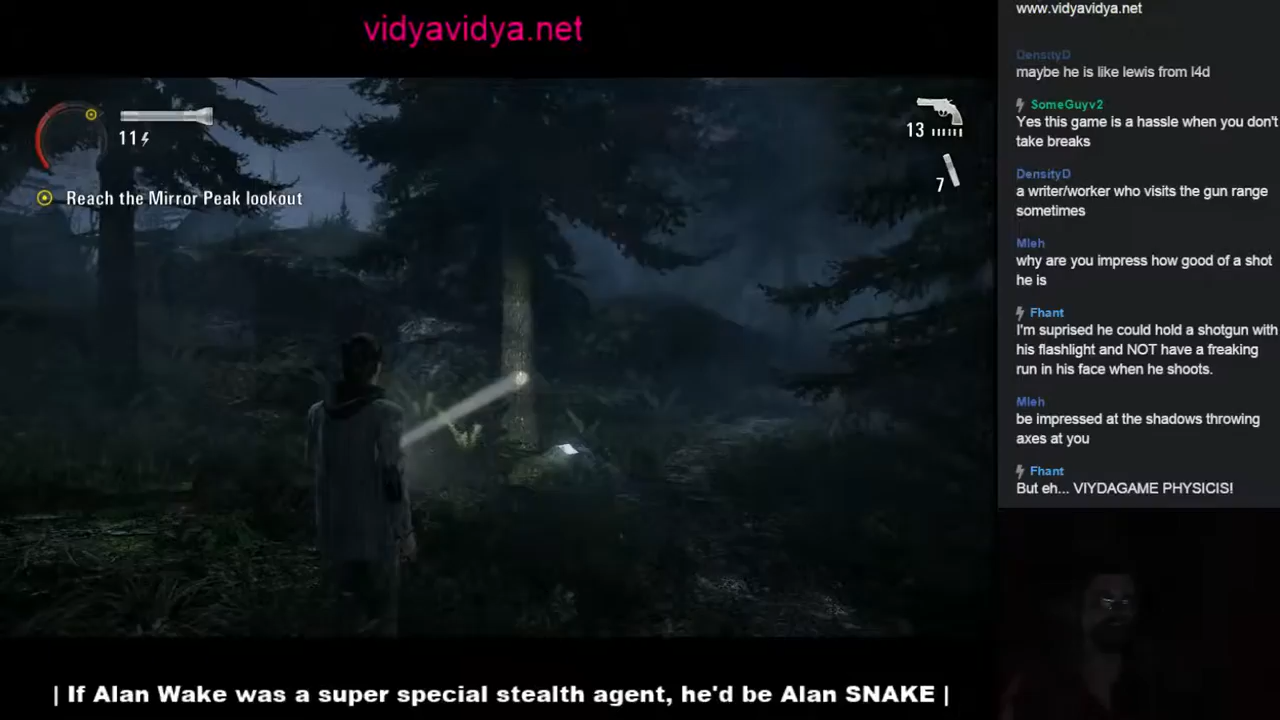 vidyavidya.net
11
13
7
Reach the Mirror Peak lookout
| If Alan Wake was a super special stealth agent, he'd be Alan SNAKE |
www.vidyavidya.net
DensityD
maybe he is like lewis from l4d
SomeGuyv2
Yes this game is a hassle when you don't
take breaks
DensityD
a writer/worker who visits the gun range
sometimes
Mleh
why are you impress how good of a shot
he is
Fhant
I'm suprised he could hold a shotgun with
his flashlight and NOT have a freaking
run in his face when he shoots.
Mleh
be impressed at the shadows throwing
axes at you
Fhant
But eh... VIYDAGAME PHYSICIS!